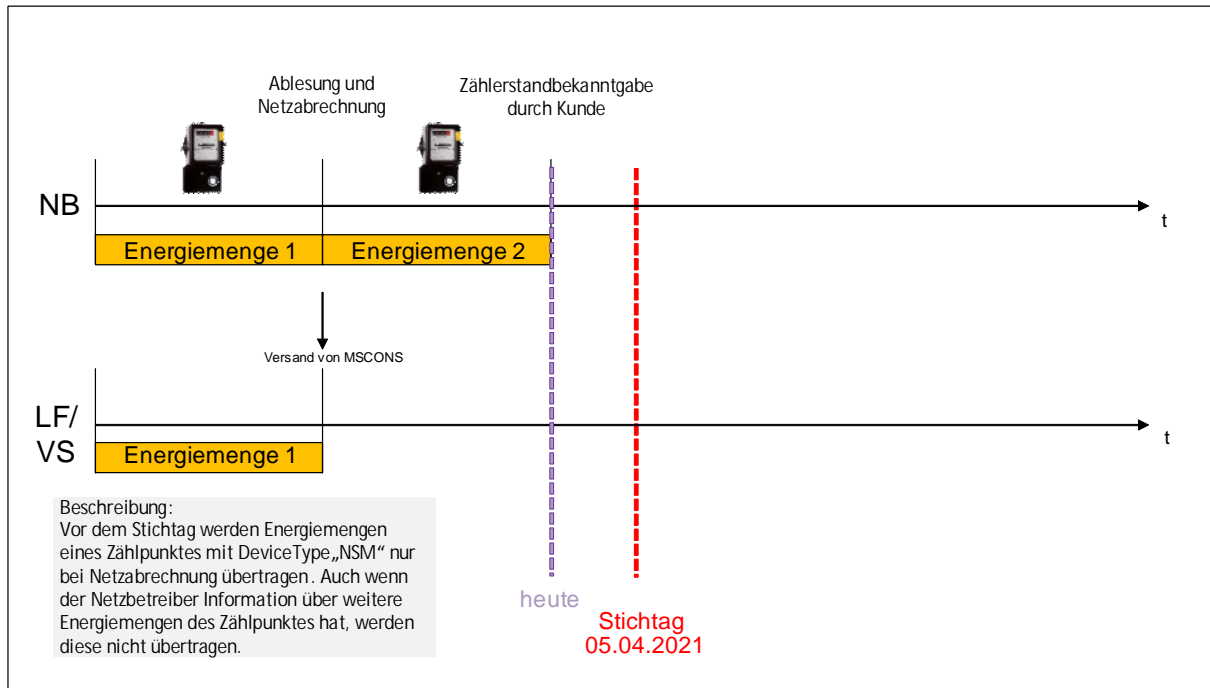 Ablesung und
Netzabrechnung
Zählerstandbekanntgabe
durch Kunde
NB
t
Energiemenge 1
Energiemenge 2
Versand von MSCONS
LF/
VS
t
Energiemenge 1
Beschreibung:
Vor dem Stichtag werden Energiemengen
eines Zählpunktes mit DeviceType„NSM“ nur
bei Netzabrechnung übertragen. Auch wenn
der Netzbetreiber Information über weitere
Energiemengen des Zählpunktes hat, werden
diese nicht übertragen.
heute
Stichtag
05.04.2021